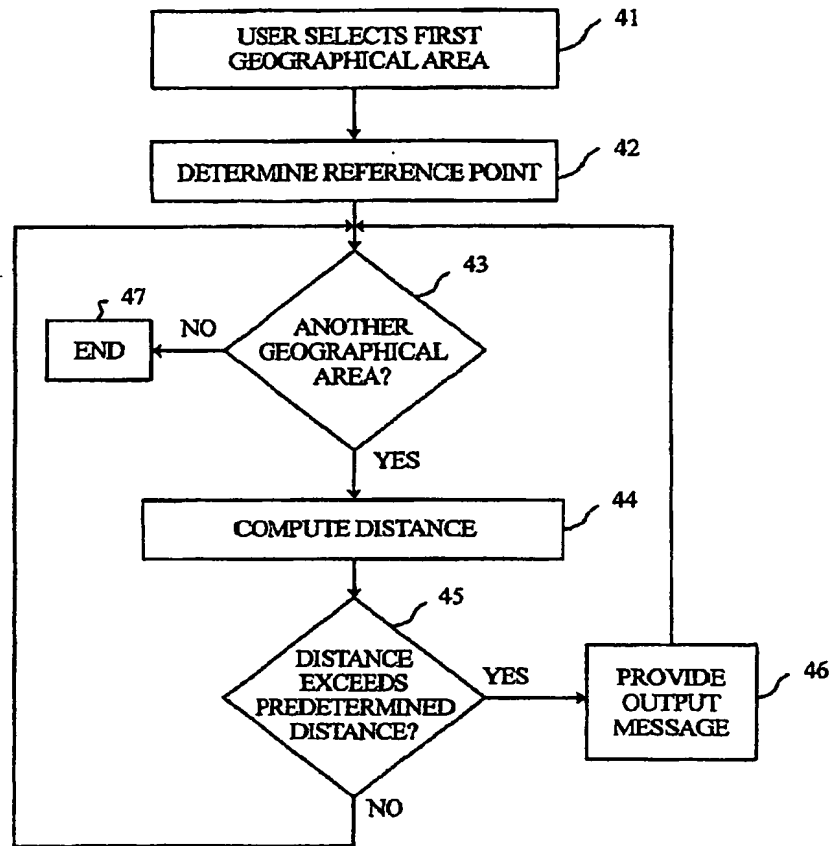 USER SELECTS FIRST
GEOGRAPHICAL AREA
41
DETERMINE REFERENCE POINT
42
43
ANOTHER
GEOGRAPHICAL
AREA?
NO
47
END
YES
COMPUTE DISTANCE
44
45
DISTANCE
EXCEEDS
PREDETERMINED
DISTANCE?
YES
PROVIDE
OUTPUT
MESSAGE
46
NO